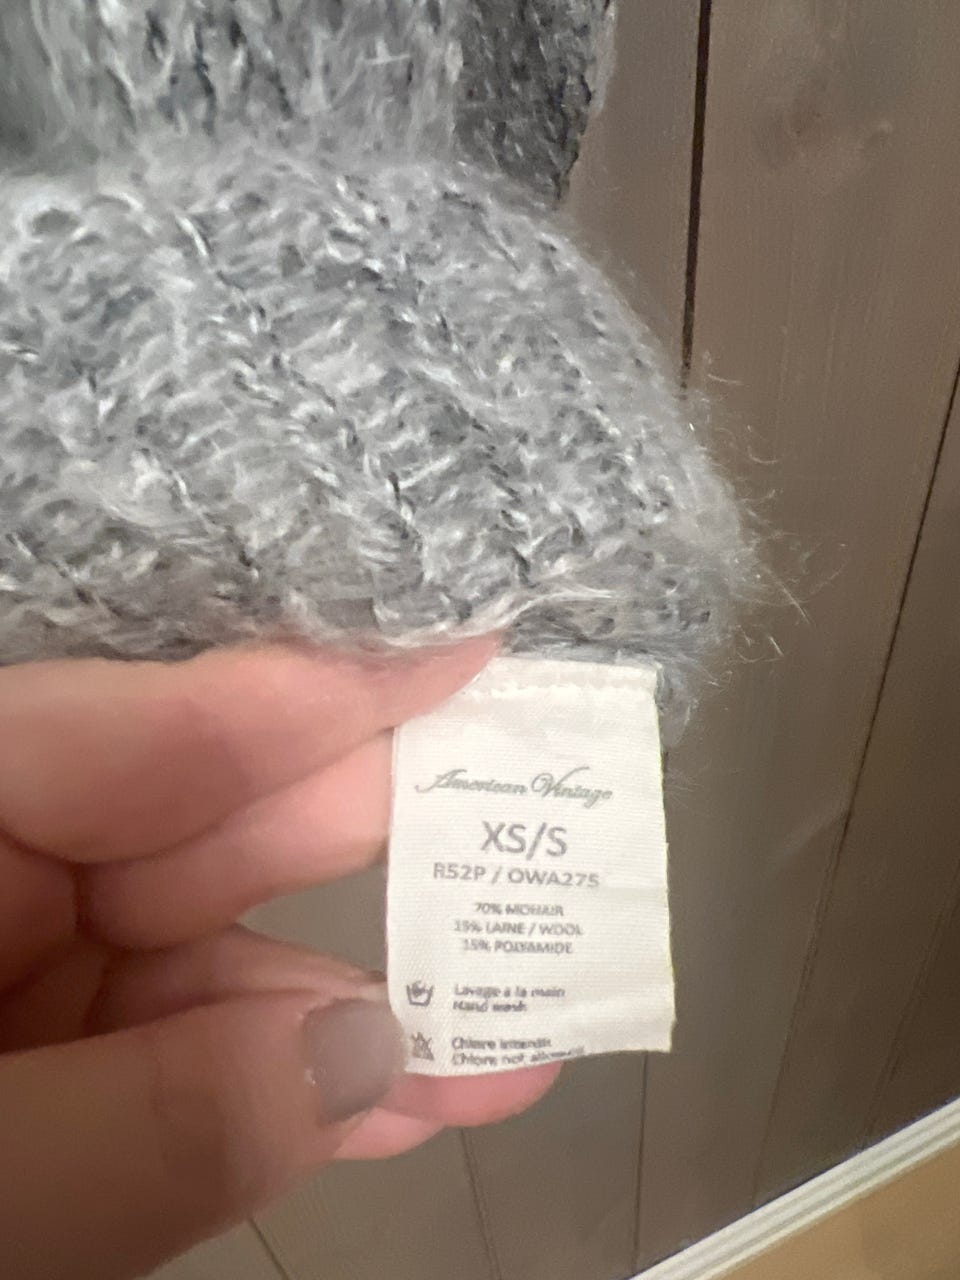 American Vintage
XS/S
R52P / OWA275
70% MOHAIR
15% LAINE / WOOL
15% POLYAMIDE
Lavage à la main
Hand wash
Chlore interdit
Chlore not allowed